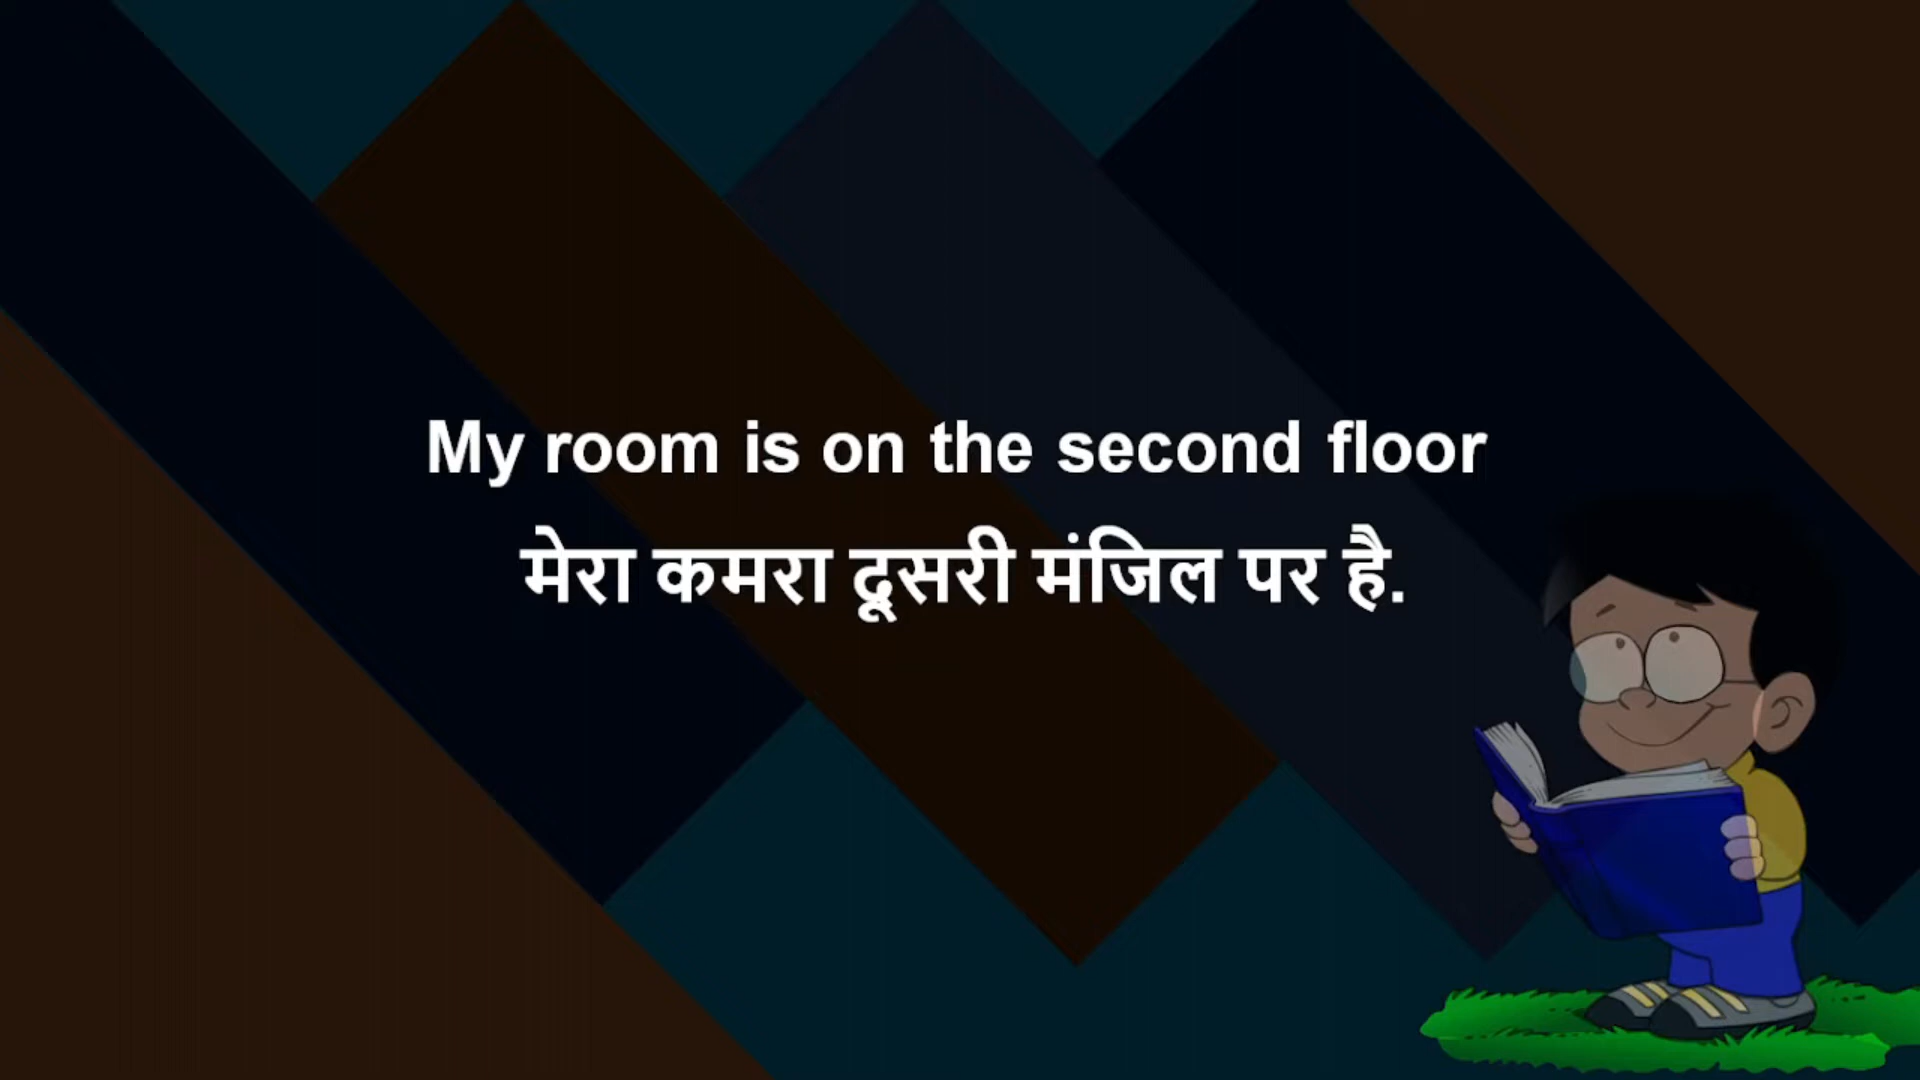 My room is on the second floor
मेरा कमरा दूसरी मंजिल पर है.